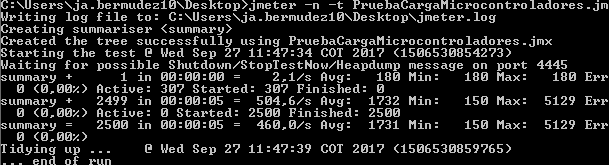 C:\Users\ja.bermudez10\Desktop>jmeter -n -t PruebaCargaMicrocontroladores.jm
Writing log file to: C:\Users\ja.bermudez10\Desktop\jmeter.log
Creating summariser <summary>
Created the tree successfully using PruebaCargaMicrocontroladores.jmx
Starting the test @ Wed Sep 27 11:47:34 COT 2017 (1506530854273)
Waiting for possible Shutdown/StopTestNow/Heapdump message on port 4445
summary + 1 in 00:00:00 = 2,1/s Avg: 180 Min: 180 Max: 180 Err
0 (0,00%) Active: 307 Started: 307 Finished: 0
summary + 2499 in 00:00:05 = 504,6/s Avg: 1732 Min: 150 Max: 5129 Err
0 (0,00%) Active: 0 Started: 2500 Finished: 2500
summary = 2500 in 00:00:05 = 460,0/s Avg: 1731 Min: 150 Max: 5129 Err
0 (0,00%)
Tidying up ... @ Wed Sep 27 11:47:39 COT 2017 (1506530859765)
... end of run